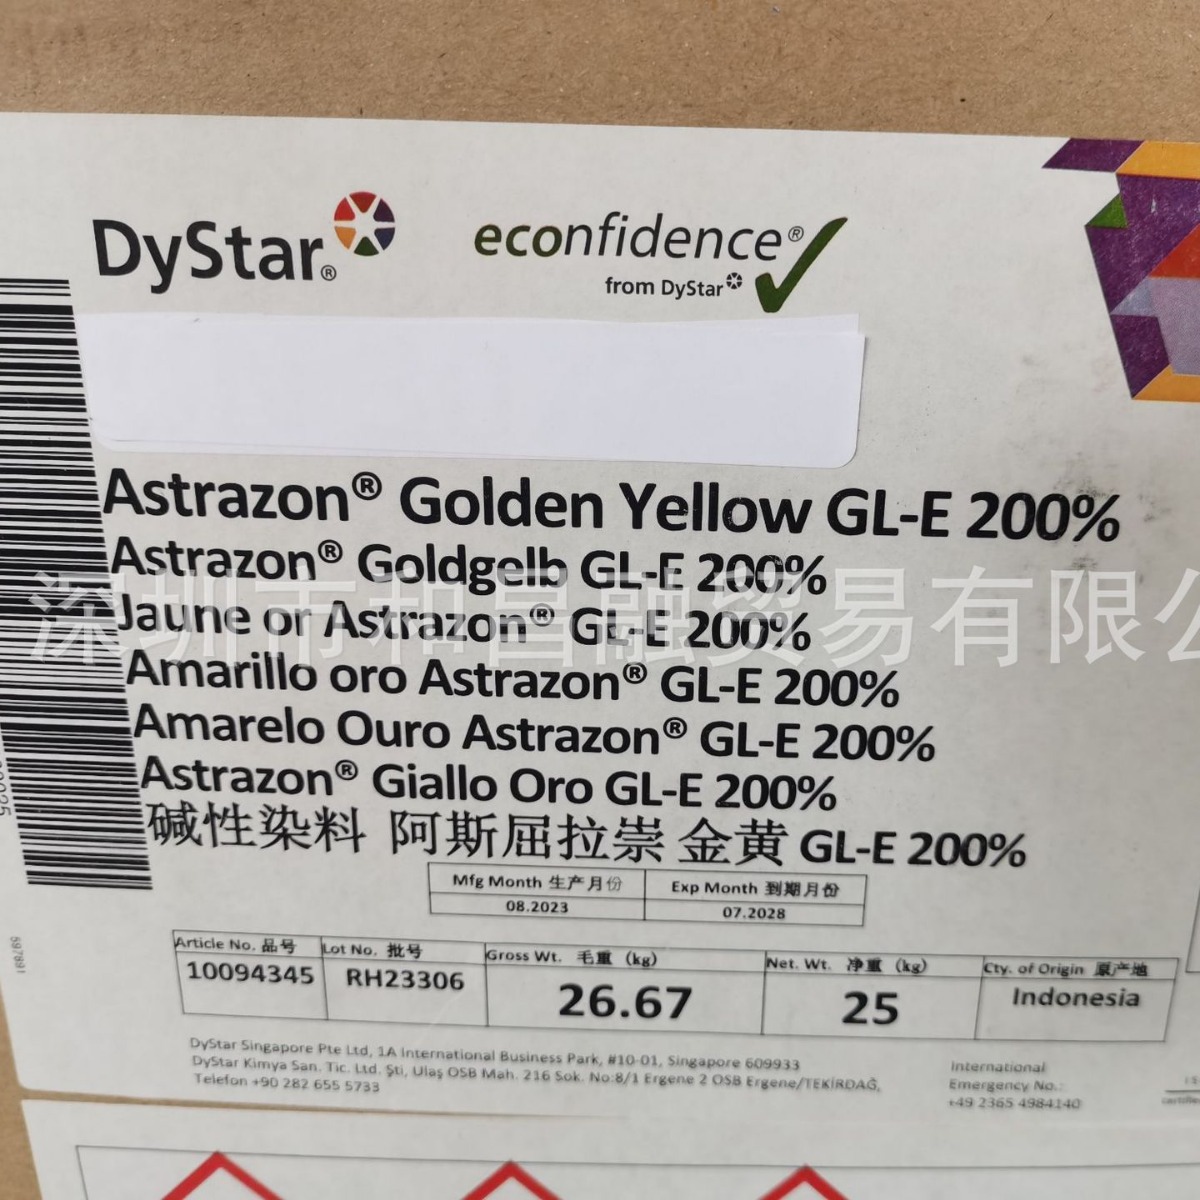 DyStar®
econfidence®
from DyStar
Astrazon® Golden Yellow GL-E 200%
Astrazon® Goldgelb GL-E 200%
Jaune or Astrazon® GL-E 200%
Amarillo oro Astrazon® GL-E 200%
Amarelo Ouro Astrazon® GL-E 200%
Astrazon® Giallo Oro GL-E 200%
碱性染料 阿斯屈拉崇 金黄 GL-E 200%
深圳市和昌融贸易有限公
Mfg Month 生产月份 Exp Month 到期月份
08.2023 07.2028
Article No. 品号 Lot No. 批号 Gross Wt. 毛重 (kg) Net. Wt. 净重 (kg) Cty. of Origin 原产地
10094345 RH23306 26.67 25 Indonesia
DyStar Singapore Pte Ltd, 1A International Business Park, #10-01, Singapore 609933
DyStar Kimya San. Tic. Ltd. Şti, Ulaş OSB Mah. 216 Sok. No:8/1 Ergene 2 OSB Ergene/TEKİRDAĞ,
Telefon +90 282 655 5733
International
Emergency No.:
+49 2365 4984140